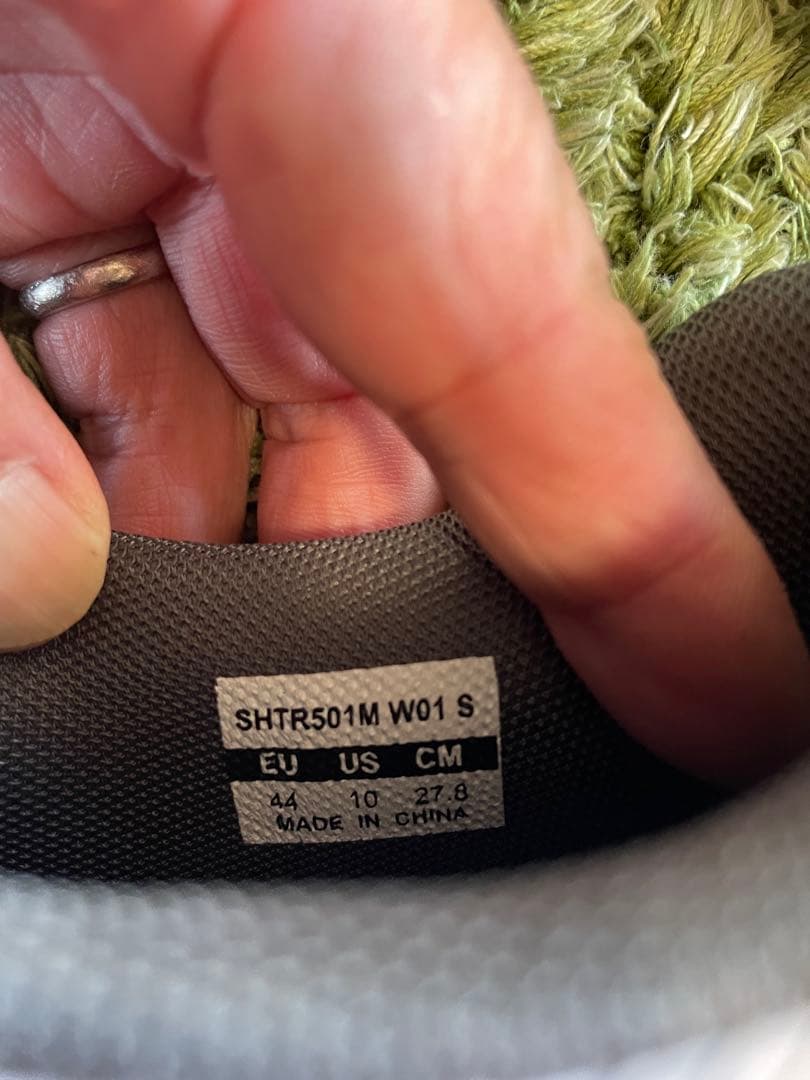 SHTR501M W01 S
EU US CM
44 10 27.8
MADE IN CHINA